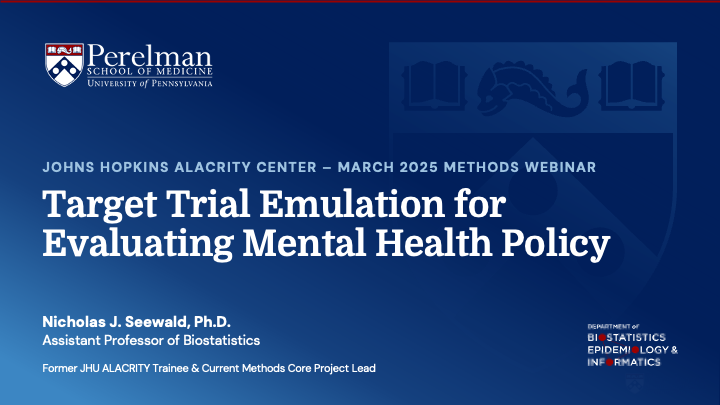 Perelman
SCHOOL OF MEDICINE
UNIVERSITY of PENNSYLVANIA
JOHNS HOPKINS ALACRITY CENTER – MARCH 2025 METHODS WEBINAR
Target Trial Emulation for
Evaluating Mental Health Policy
Nicholas J. Seewald, Ph.D.
Assistant Professor of Biostatistics
Former JHU ALACRITY Trainee & Current Methods Core Project Lead
DEPARTMENT of
BIOSTATISTICS
EPIDEMIOLOGY &
INFORMATICS